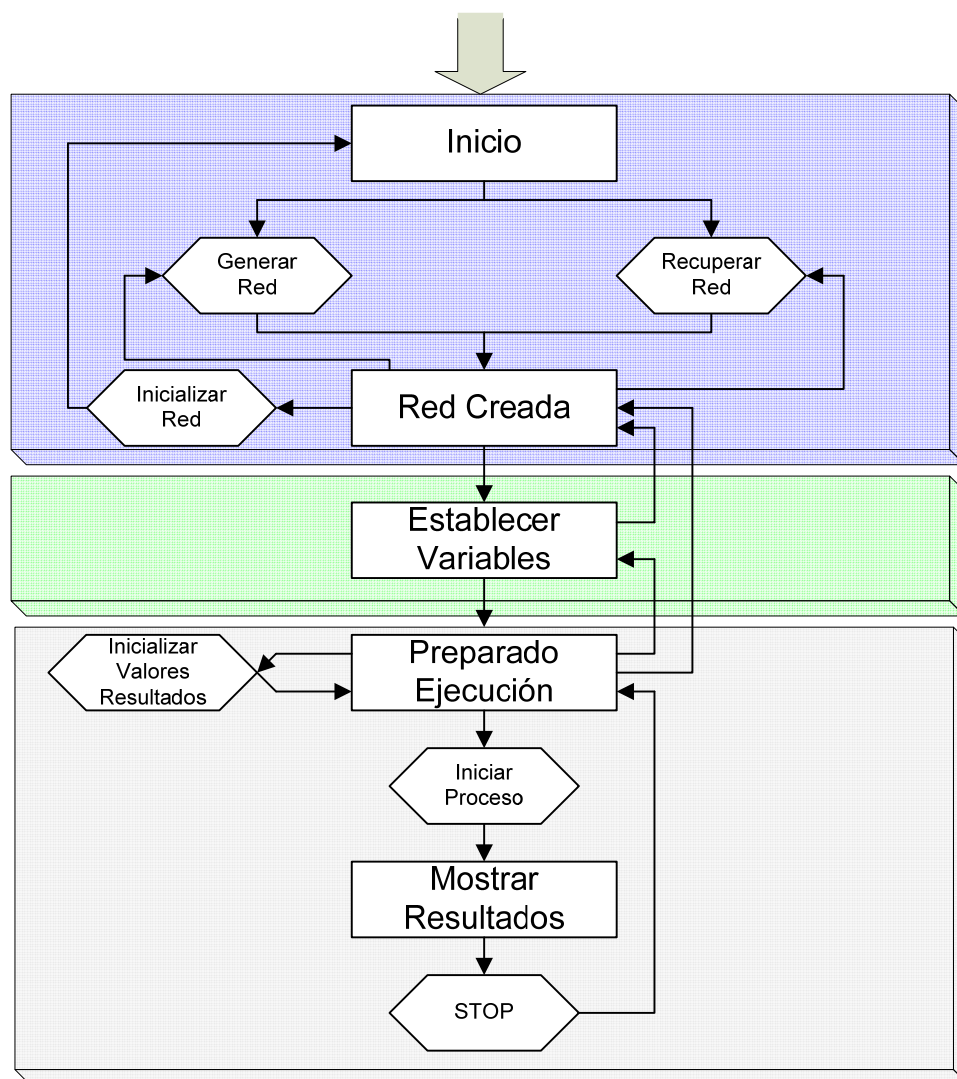 Inicio
Generar
Red
Recuperar
Red
Inicializar
Red
Red Creada
Establecer
Variables
Inicializar
Valores
Resultados
Preparado
Ejecución
Iniciar
Proceso
Mostrar
Resultados
STOP